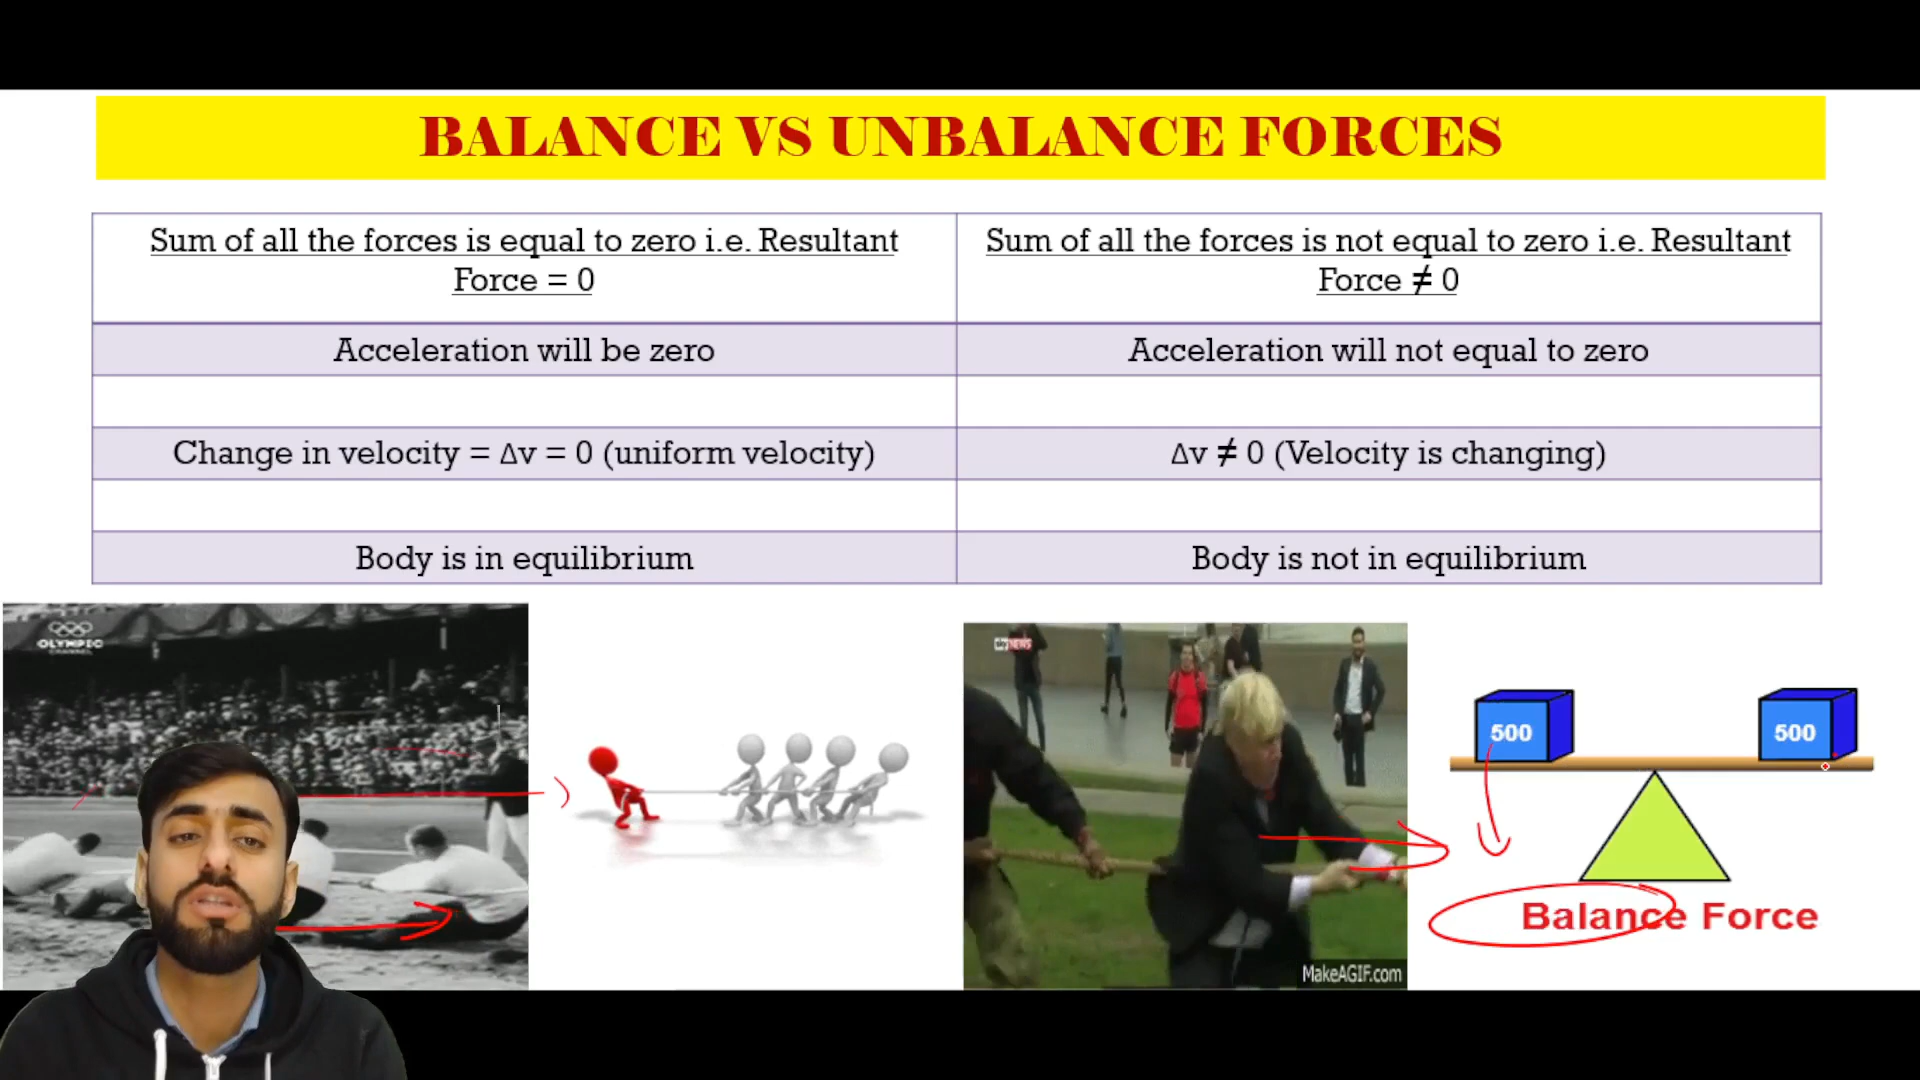 BALANCE VS UNBALANCE FORCES
Sum of all the forces is equal to zero i.e. Resultant
Force = 0
Sum of all the forces is not equal to zero i.e. Resultant
Force ≠ 0
Acceleration will be zero
Acceleration will not equal to zero
Change in velocity = Δv = 0 (uniform velocity)
Δv ≠ 0 (Velocity is changing)
Body is in equilibrium
Body is not in equilibrium
OLYMPIC
CHANNEL
sky NEWS
500
500
Balance Force
MakeAGIF.com